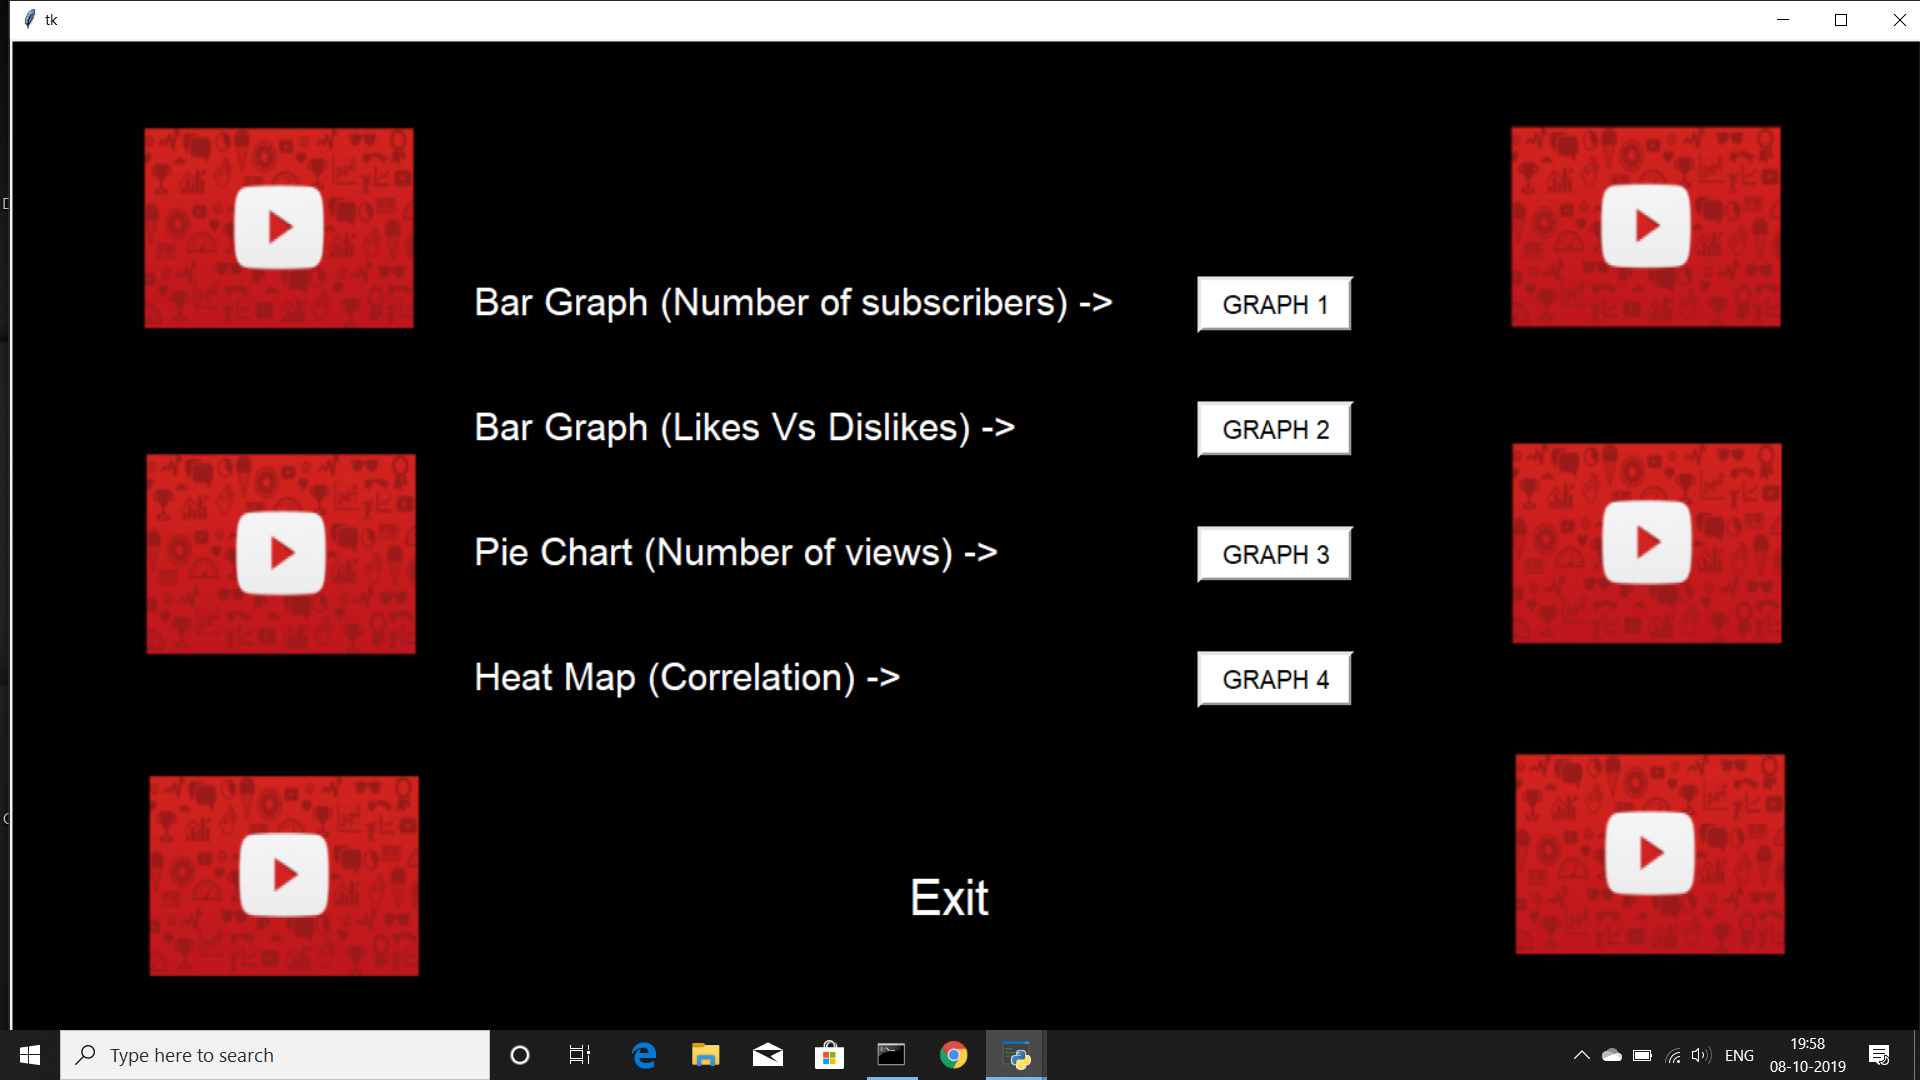 tk
Bar Graph (Number of subscribers) -> GRAPH 1
Bar Graph (Likes Vs Dislikes) -> GRAPH 2
Pie Chart (Number of views) -> GRAPH 3
Heat Map (Correlation) -> GRAPH 4
Exit
Type here to search
ENG
19:58
08-10-2019